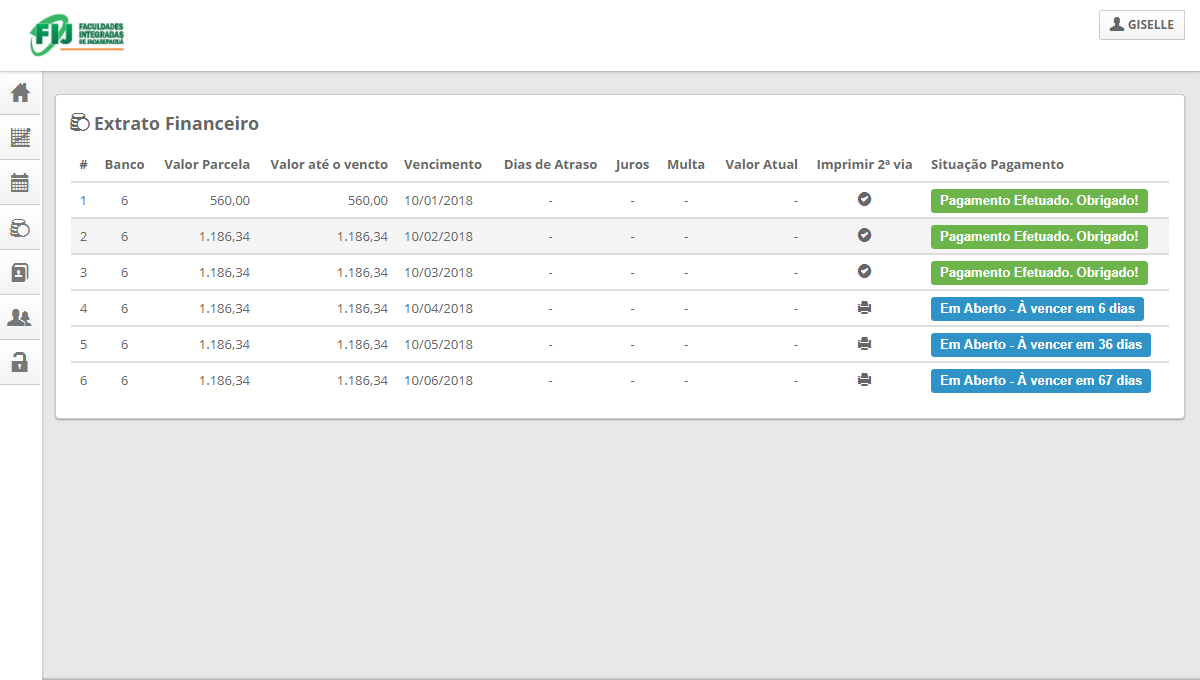 FIJ FACULDADES
INTEGRADAS
DE JACAREPAGUÁ
GISELLE
Extrato Financeiro
# Banco Valor Parcela Valor até o vencto Vencimento Dias de Atraso Juros Multa Valor Atual Imprimir 2ª via Situação Pagamento
1 6 560,00 560,00 10/01/2018 - - - - Pagamento Efetuado. Obrigado!
2 6 1.186,34 1.186,34 10/02/2018 - - - - Pagamento Efetuado. Obrigado!
3 6 1.186,34 1.186,34 10/03/2018 - - - - Pagamento Efetuado. Obrigado!
4 6 1.186,34 1.186,34 10/04/2018 - - - - Em Aberto - À vencer em 6 dias
5 6 1.186,34 1.186,34 10/05/2018 - - - - Em Aberto - À vencer em 36 dias
6 6 1.186,34 1.186,34 10/06/2018 - - - - Em Aberto - À vencer em 67 dias